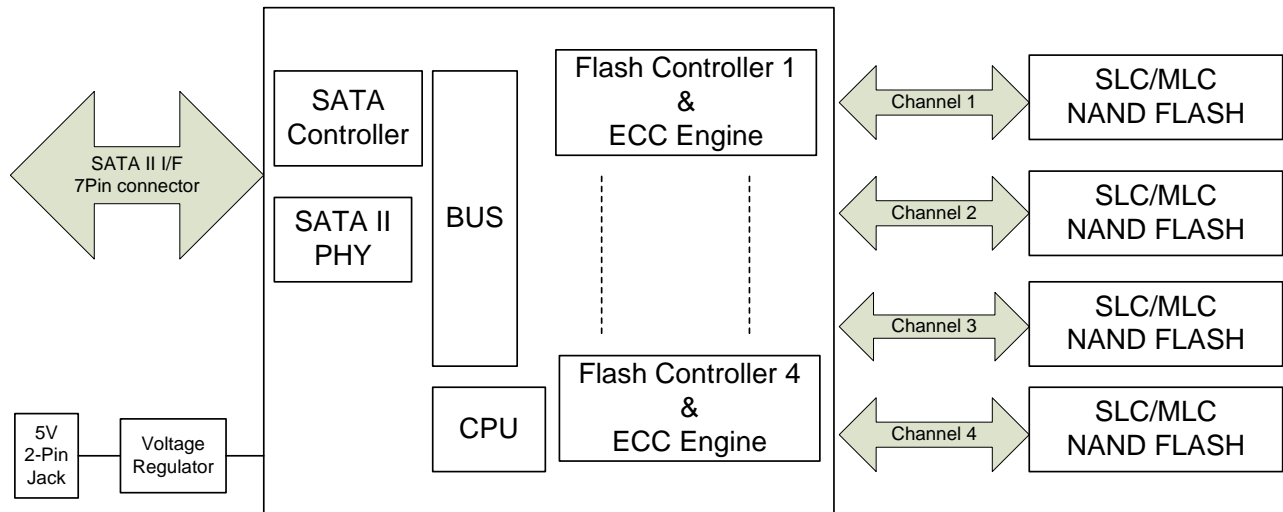 SATA II I/F
7Pin connector
5V
2-Pin
Jack
Voltage
Regulator
SATA
Controller
SATA II
PHY
BUS
CPU
Flash Controller 1
&
ECC Engine
Flash Controller 4
&
ECC Engine
Channel 1
SLC/MLC
NAND FLASH
Channel 2
SLC/MLC
NAND FLASH
Channel 3
SLC/MLC
NAND FLASH
Channel 4
SLC/MLC
NAND FLASH